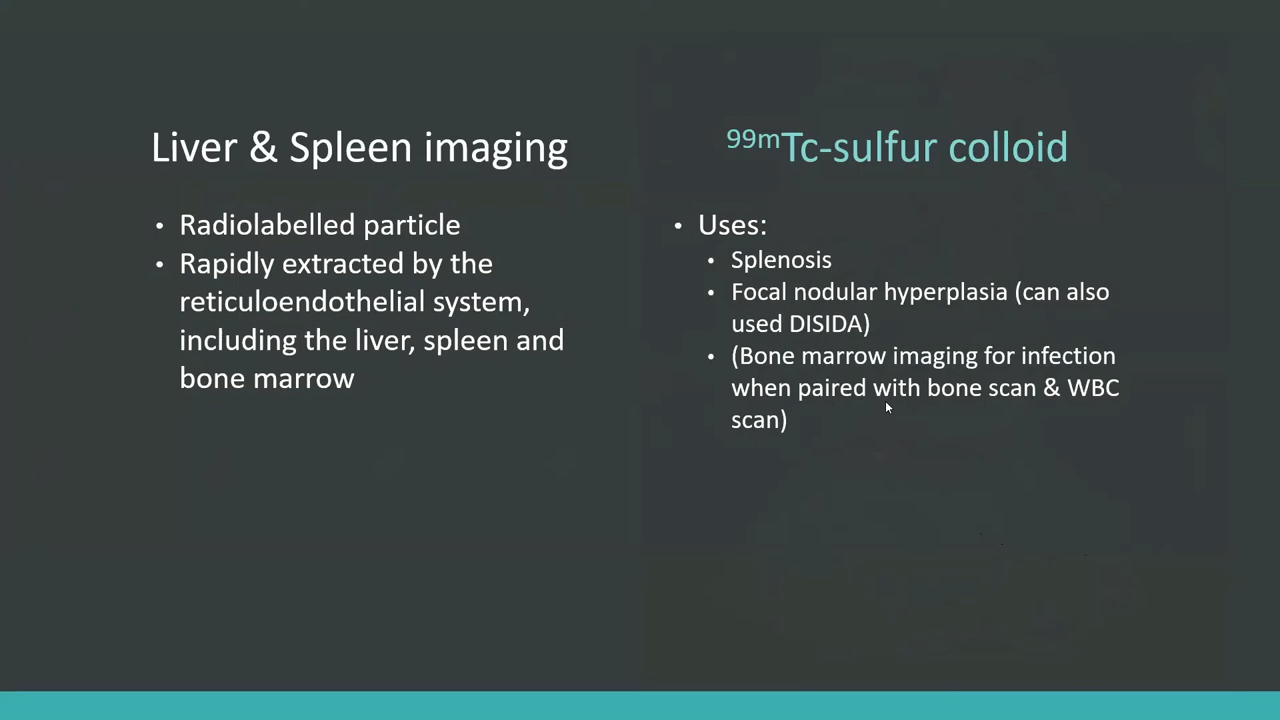 Liver & Spleen imaging
• Radiolabelled particle
• Rapidly extracted by the
reticuloendothelial system,
including the liver, spleen and
bone marrow
99mTc-sulfur colloid
• Uses:
• Splenosis
• Focal nodular hyperplasia (can also
used DISIDA)
• (Bone marrow imaging for infection
when paired with bone scan & WBC
scan)